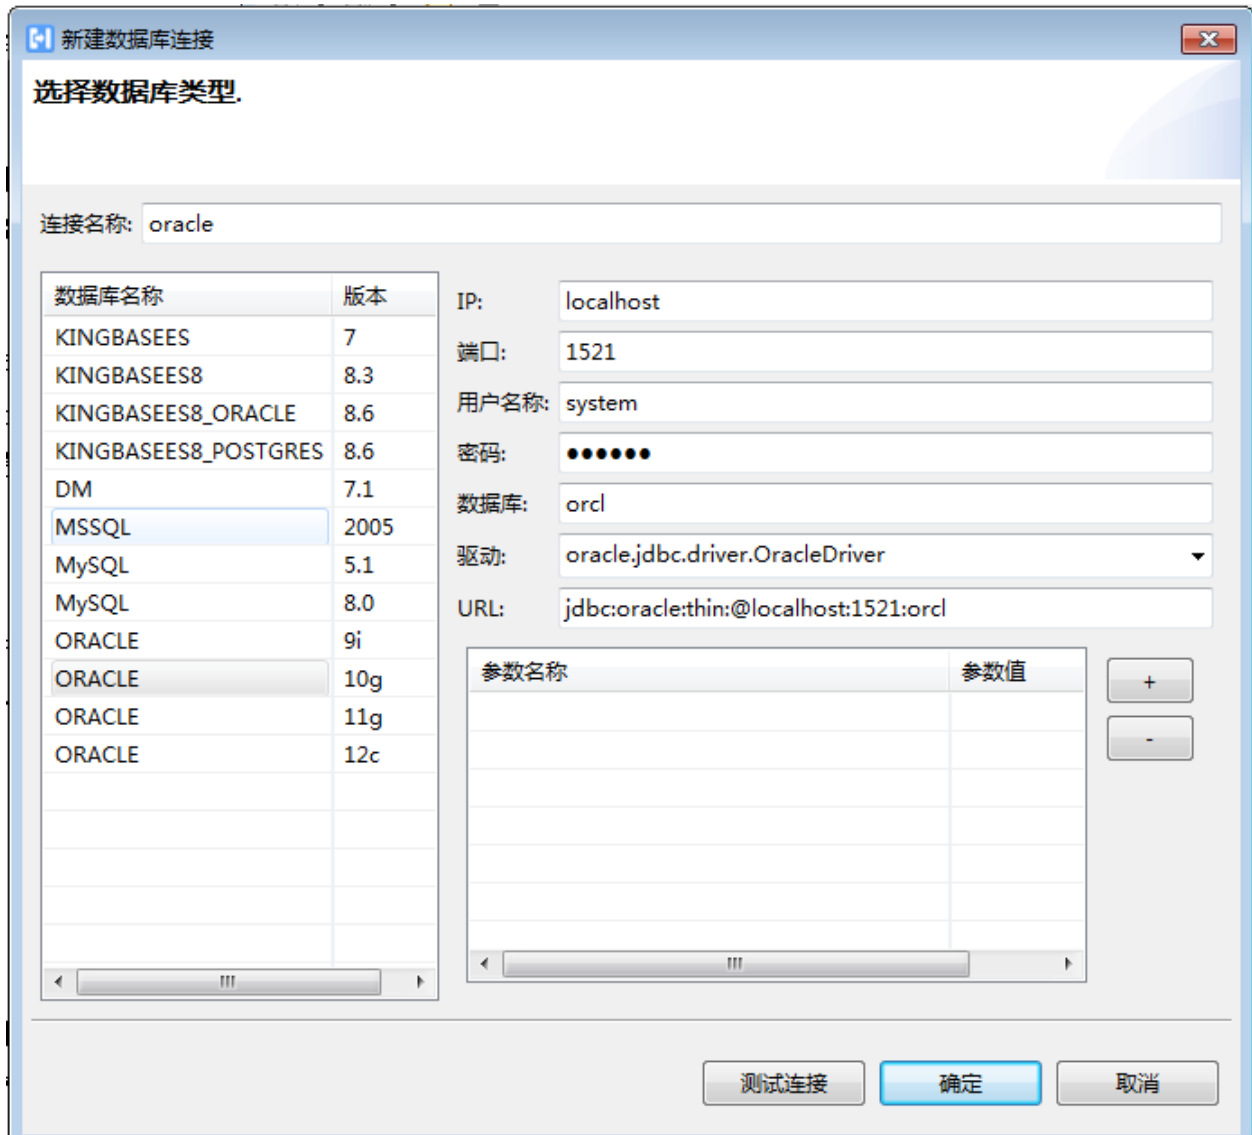 新建数据库连接
选择数据库类型.
连接名称: oracle
数据库名称 版本
KINGBASEES 7
KINGBASEES8 8.3
KINGBASEES8_ORACLE 8.6
KINGBASEES8_POSTGRES 8.6
DM 7.1
MSSQL 2005
MySQL 5.1
MySQL 8.0
ORACLE 9i
ORACLE 10g
ORACLE 11g
ORACLE 12c
IP: localhost
端口: 1521
用户名称: system
密码: ●●●●●●
数据库: orcl
驱动: oracle.jdbc.driver.OracleDriver
URL: jdbc:oracle:thin:@localhost:1521:orcl
参数名称 参数值
+
-
测试连接 确定 取消